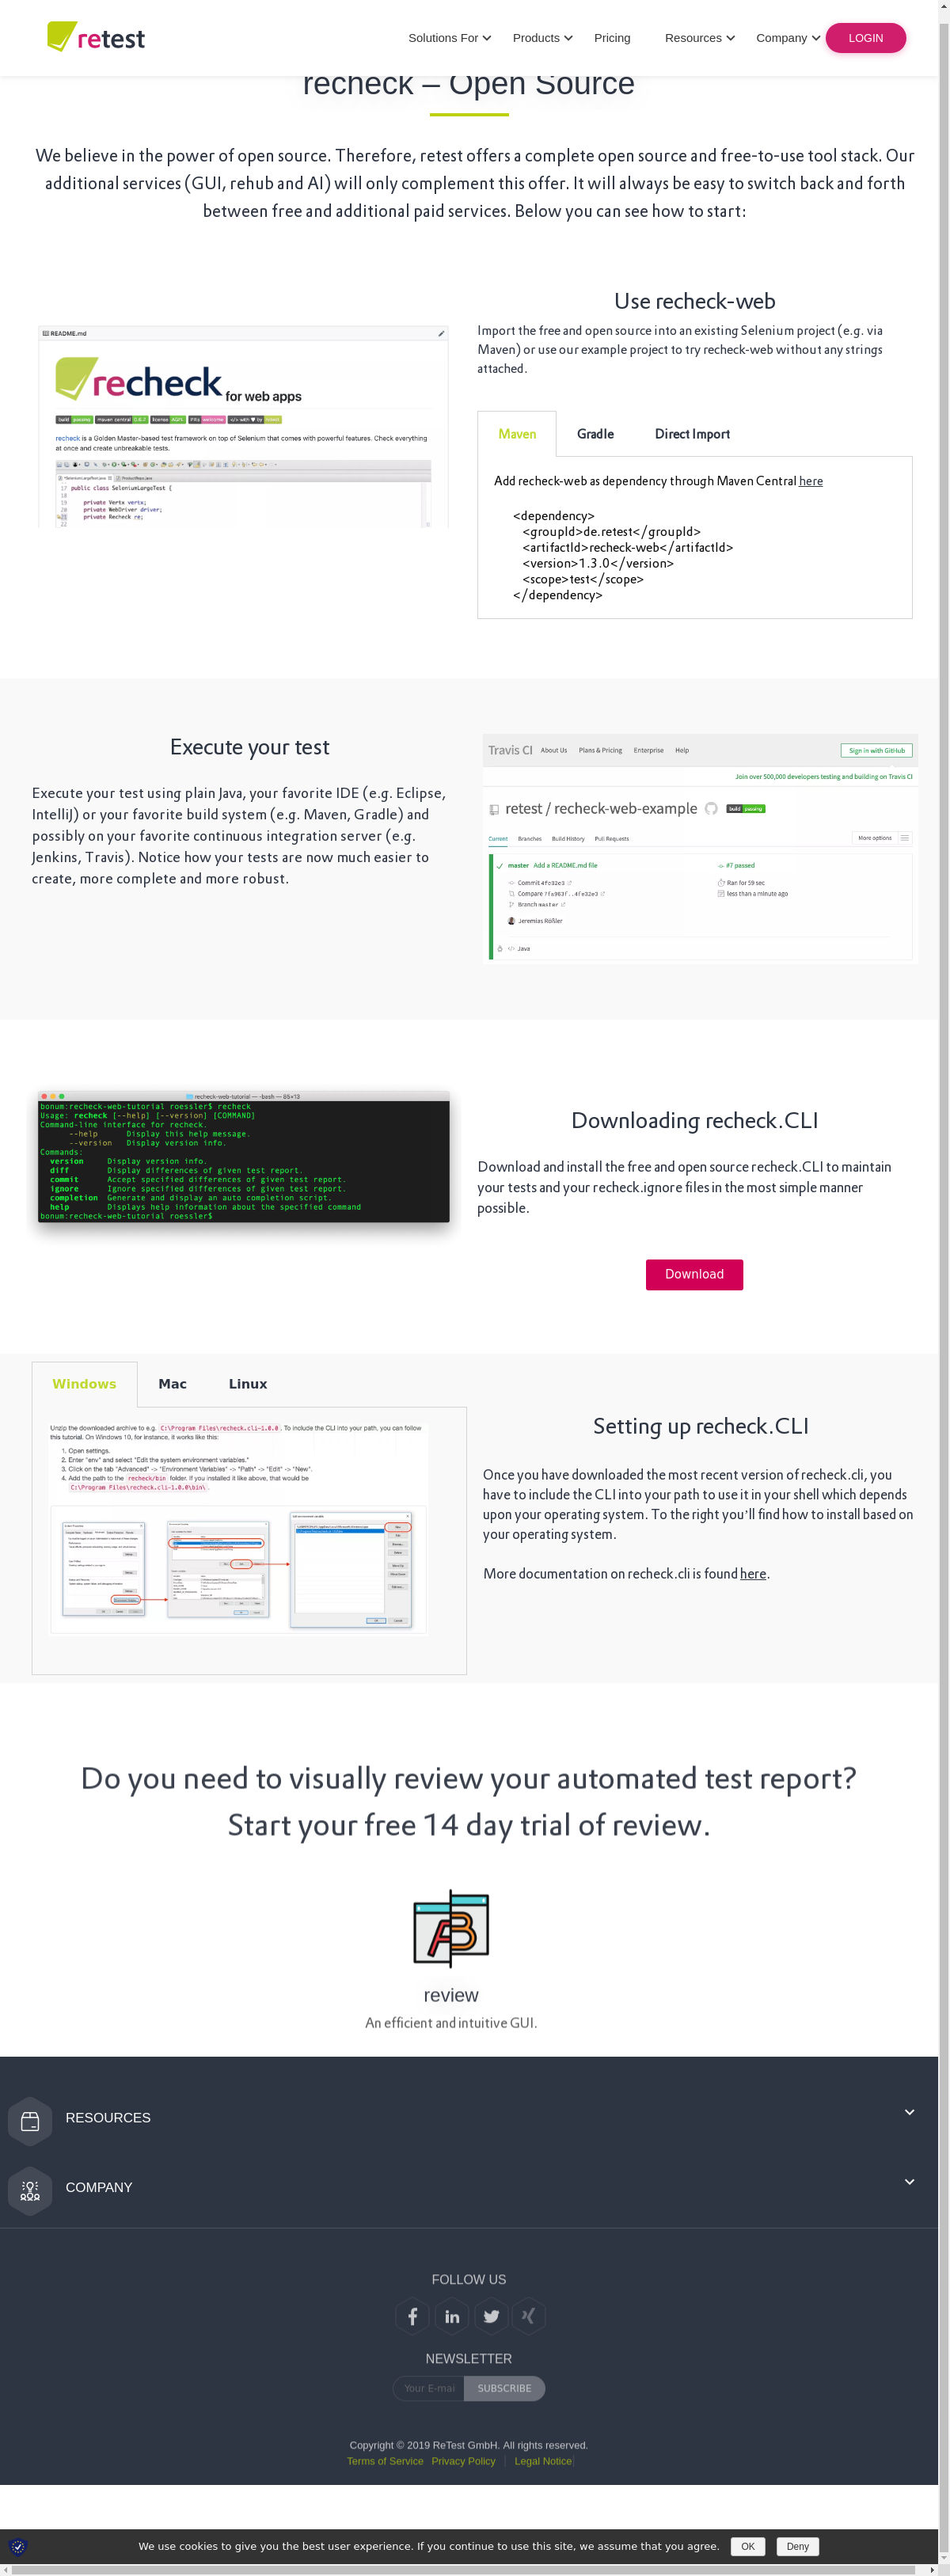 retest
Solutions For
Products
Pricing
Resources
Company
LOGIN
recheck – Open Source
We believe in the power of open source. Therefore, retest offers a complete open source and free-to-use tool stack. Our
additional services (GUI, rehub and AI) will only complement this offer. It will always be easy to switch back and forth
between free and additional paid services. Below you can see how to start:
README.md
recheck for web apps
build passing maven central license AGPL PRs welcome with ♥ by retest
recheck is a Golden Master-based test framework on top of Selenium that comes with powerful features. Check everything
at once and create unbreakable tests.
17 public class SeleniumLargeTest {
private Vertx vertx;
private WebDriver driver;
private Recheck re;
Use recheck-web
Import the free and open source into an existing Selenium project (e.g. via
Maven) or use our example project to try recheck-web without any strings
attached.
Maven
Gradle
Direct Import
Add recheck-web as dependency through Maven Central here
<dependency>
<groupId>de.retest</groupId>
<artifactId>recheck-web</artifactId>
<version>1.3.0</version>
<scope>test</scope>
</dependency>
Execute your test
Execute your test using plain Java, your favorite IDE (e.g. Eclipse,
IntelliJ) or your favorite build system (e.g. Maven, Gradle) and
possibly on your favorite continuous integration server (e.g.
Jenkins, Travis). Notice how your tests are now much easier to
create, more complete and more robust.
Travis CI About Us Plans & Pricing Enterprise Help Sign in with GitHub
Join over 500,000 developers testing and building on Travis CI
retest / recheck-web-example build passing
Current Branches Build History Pull Requests More options
master Add a README.md file
#7 passed
Commit 4fc32e3
Ran for 59 sec
Compare 7fa963f..4fc32e3
less than a minute ago
Branch master
Jeremias Rößler
Java
recheck-web-tutorial — -bash — 85×13
bonum:recheck-web-tutorial roessler$ recheck
Usage: recheck [--help] [--version] [COMMAND]
Command-line interface for recheck.
--help Display this help message.
--version Display version info.
Commands:
version Display version info.
diff Display differences of given test report.
commit Accept specified differences of given test report.
ignore Ignore specified differences of given test report.
completion Generate and display an auto completion script.
help Displays help information about the specified command
bonum:recheck-web-tutorial roessler$
Downloading recheck.CLI
Download and install the free and open source recheck.CLI to maintain
your tests and your recheck.ignore files in the most simple manner
possible.
Download
Windows
Mac
Linux
Unzip the downloaded archive to e.g. C:\Program Files\recheck.cli-1.0.0. To include the CLI into your path, you can follow
this tutorial. On Windows 10, for instance, it works like this:
1. Open settings.
2. Enter "env" and select "Edit the system environment variables."
3. Click on the tab "Advanced" -> "Environment Variables" -> "Path" -> "Edit" -> "New".
4. Add the path to the recheck/bin folder. If you installed it like above, that would be
C:\Program Files\recheck.cli-1.0.0\bin\.
Setting up recheck.CLI
Once you have downloaded the most recent version of recheck.cli, you
have to include the CLI into your path to use it in your shell which depends
upon your operating system. To the right you’ll find how to install based on
your operating system.
More documentation on recheck.cli is found here.
Do you need to visually review your automated test report?
Start your free 14 day trial of review.
AB
review
An efficient and intuitive GUI.
RESOURCES
COMPANY
FOLLOW US
NEWSLETTER
Your E-mai
SUBSCRIBE
Copyright © 2019 ReTest GmbH. All rights reserved.
Terms of Service Privacy Policy | Legal Notice
We use cookies to give you the best user experience. If you continue to use this site, we assume that you agree.
OK
Deny